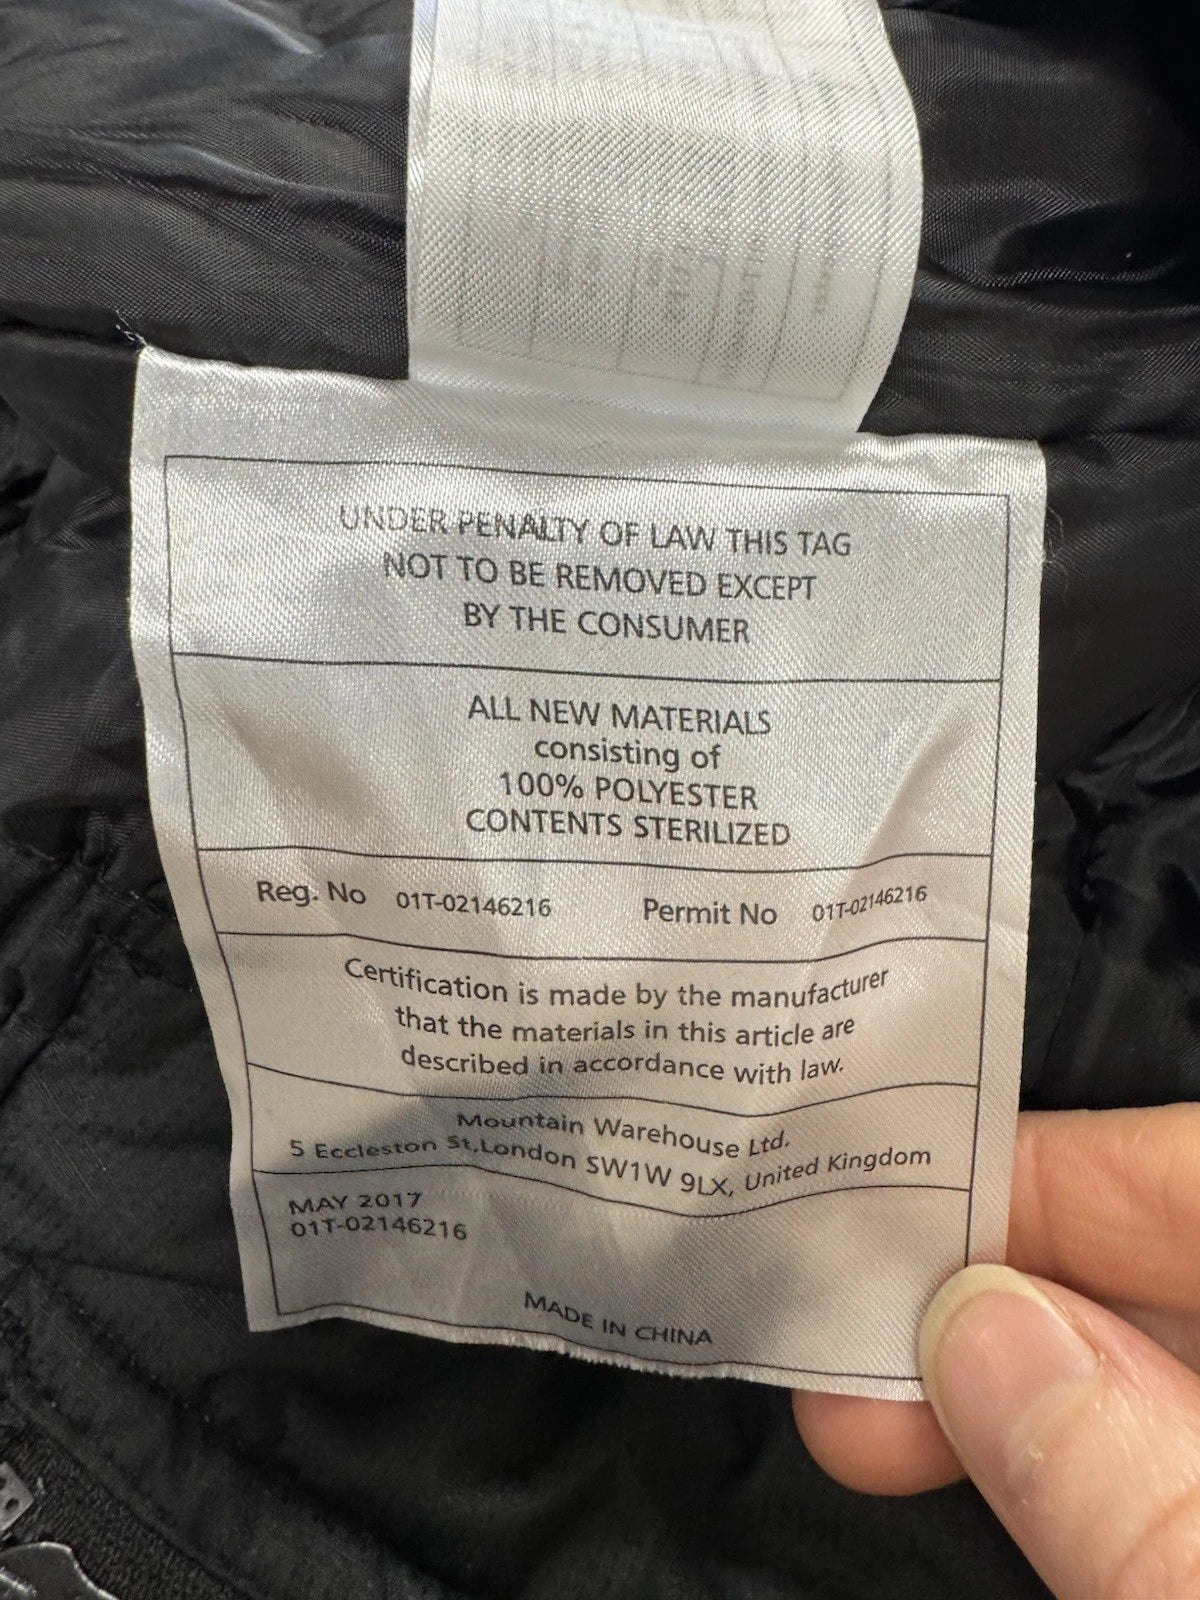 UNDER PENALTY OF LAW THIS TAG
NOT TO BE REMOVED EXCEPT
BY THE CONSUMER
ALL NEW MATERIALS
consisting of
100% POLYESTER
CONTENTS STERILIZED
Reg. No 01T-02146216 Permit No 01T-02146216
Certification is made by the manufacturer
that the materials in this article are
described in accordance with law.
Mountain Warehouse Ltd.
5 Eccleston St,London SW1W 9LX, United Kingdom
MAY 2017
01T-02146216
MADE IN CHINA